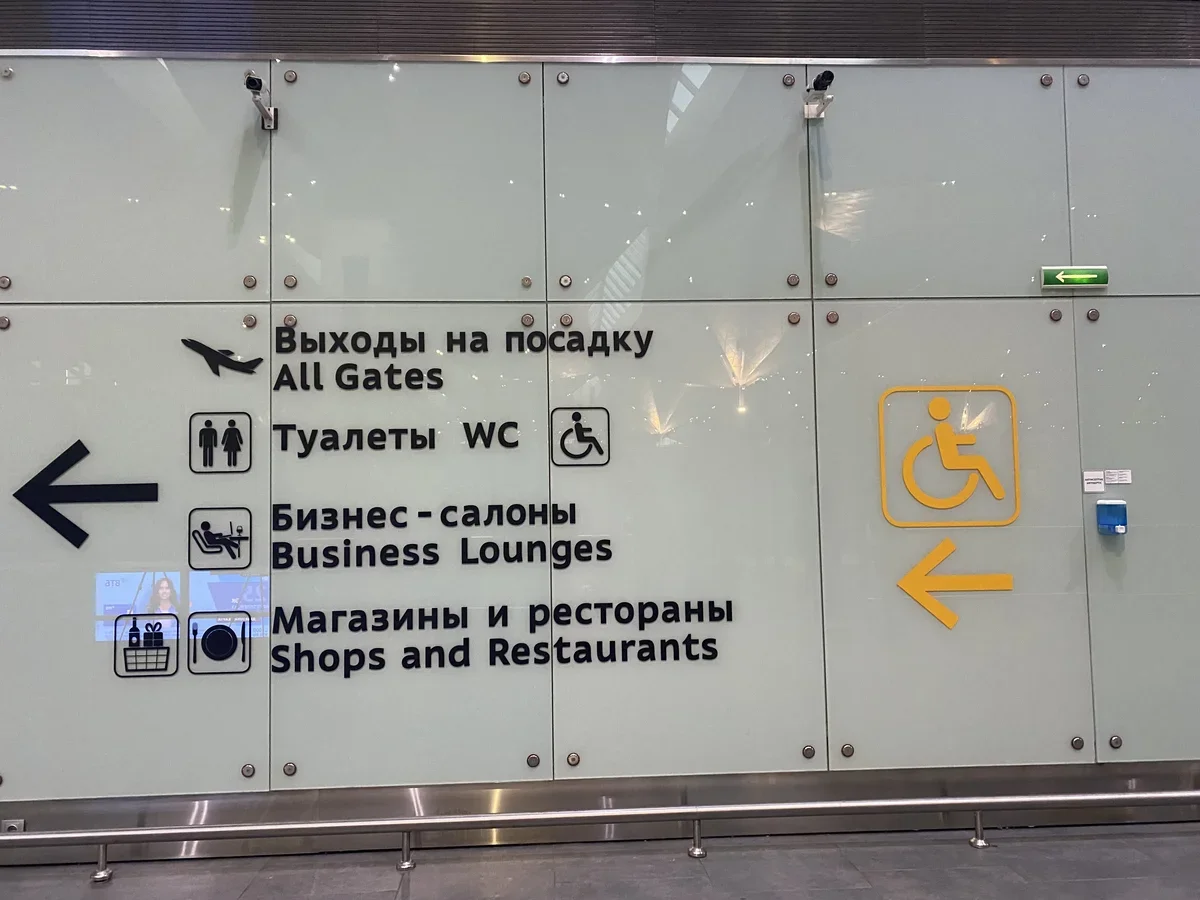 Выходы на посадку
All Gates
Туалеты WC
Бизнес-салоны
Business Lounges
Магазины и рестораны
Shops and Restaurants